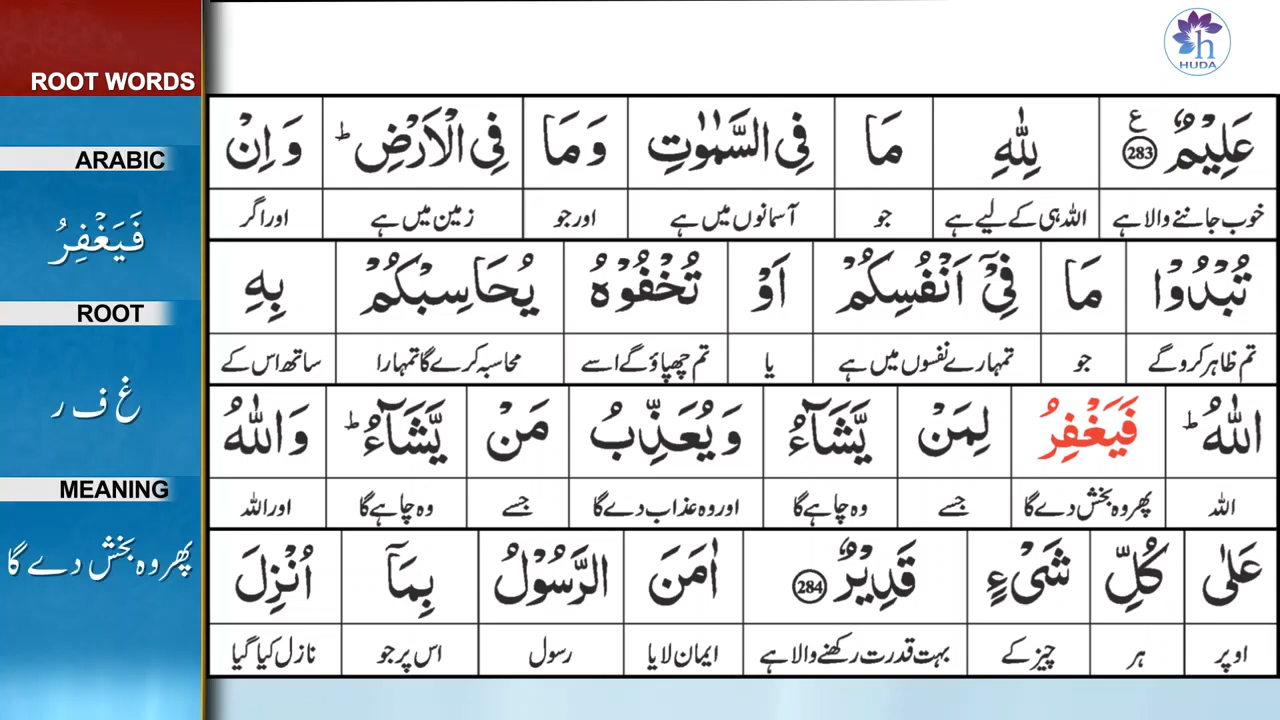 ROOT WORDS
ARABIC
فَيَغْفِرُ
ROOT
غ ف ر
MEANING
پھر وہ بخش دے گا
h
HUDA
عَلِيْمٌ ع 283 لِلّٰهِ مَا فِي السَّمٰوٰتِ وَمَا فِي الْاَرْضِ ؕ وَاِنْ
خوب جاننے والا ہے اللہ ہی کے لیے ہے جو آسمانوں میں ہے اور جو زمین میں ہے اور اگر
تُبْدُوْا مَا فِيْۤ اَنْفُسِكُمْ اَوْ تُخْفُوْهُ يُحَاسِبْكُمْ بِهِ
تم ظاہر کرو گے جو تمہارے نفسوں میں ہے یا تم چھپاؤ گے اسے محاسبہ کرے گا تمہارا ساتھ اس کے
اللّٰهُ ؕ فَيَغْفِرُ لِمَنْ يَّشَآءُ وَيُعَذِّبُ مَنْ يَّشَآءُ ؕ وَاللّٰهُ
اللہ پھر وہ بخش دے گا جسے وہ چاہے گا اور وہ عذاب دے گا جسے وہ چاہے گا اور اللہ
عَلٰى كُلِّ شَيْءٍ قَدِيْرٌ 284 اٰمَنَ الرَّسُوْلُ بِمَاۤ اُنْزِلَ
اوپر ہر چیز کے بہت قدرت رکھنے والا ہے ایمان لایا رسول اس پر جو نازل کیا گیا